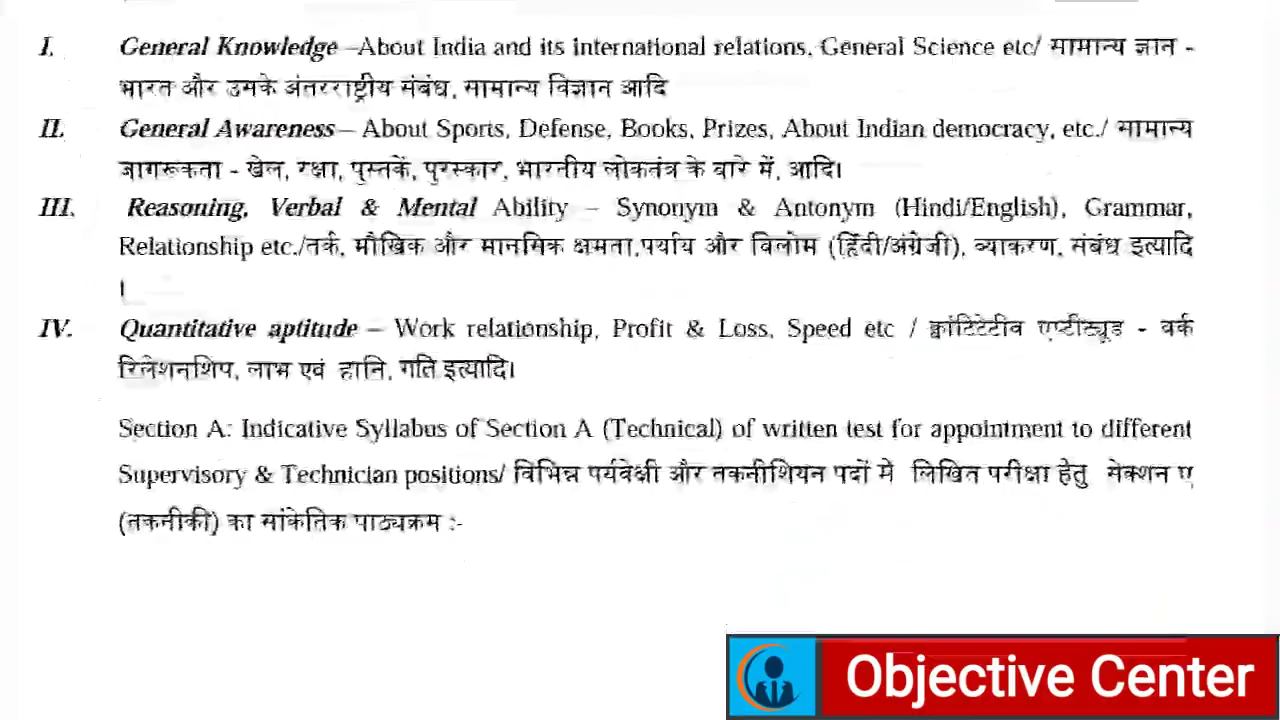 I. General Knowledge –About India and its international relations, General Science etc/ सामान्य ज्ञान -
भारत और उसके अंतरराष्ट्रीय संबंध, सामान्य विज्ञान आदि
II. General Awareness – About Sports, Defense, Books, Prizes, About Indian democracy, etc./ सामान्य
जागरूकता - खेल, रक्षा, पुस्तकें, पुरस्कार, भारतीय लोकतंत्र के बारे में, आदि।
III. Reasoning, Verbal & Mental Ability – Synonym & Antonym (Hindi/English), Grammar,
Relationship etc./तर्क, मौखिक और मानसिक क्षमता,पर्याय और विलोम (हिंदी/अंग्रेजी), व्याकरण, संबंध इत्यादि
।
IV. Quantitative aptitude – Work relationship, Profit & Loss, Speed etc / क्वांटिटेटीव एप्टीट्यूड - वर्क
रिलेशनशिप, लाभ एवं हानि, गति इत्यादि।
Section A: Indicative Syllabus of Section A (Technical) of written test for appointment to different
Supervisory & Technician positions/ विभिन्न पर्यवेक्षी और तकनीशियन पदों में लिखित परीक्षा हेतु सेक्शन ए
(तकनीकी) का सांकेतिक पाठ्यक्रम :-
Objective Center